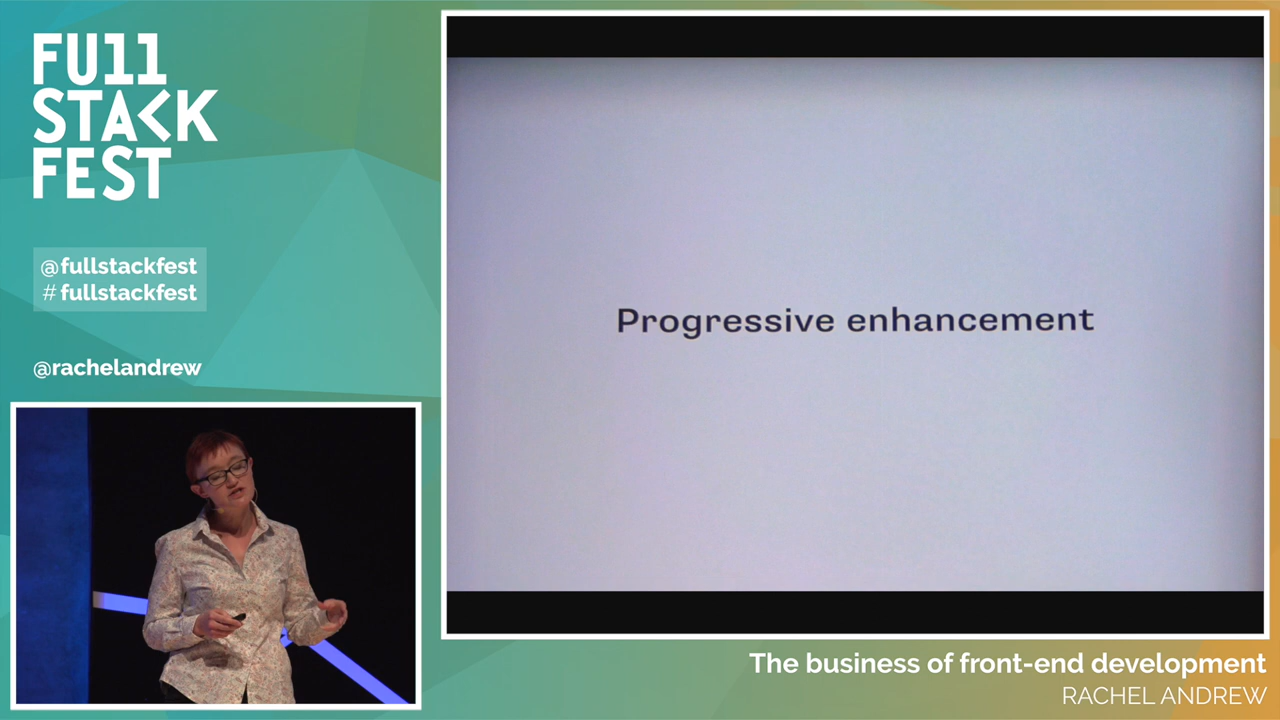 FULL
STACK
FEST
@fullstackfest
#fullstackfest
@rachelandrew
Progressive enhancement
The business of front-end development
RACHEL ANDREW